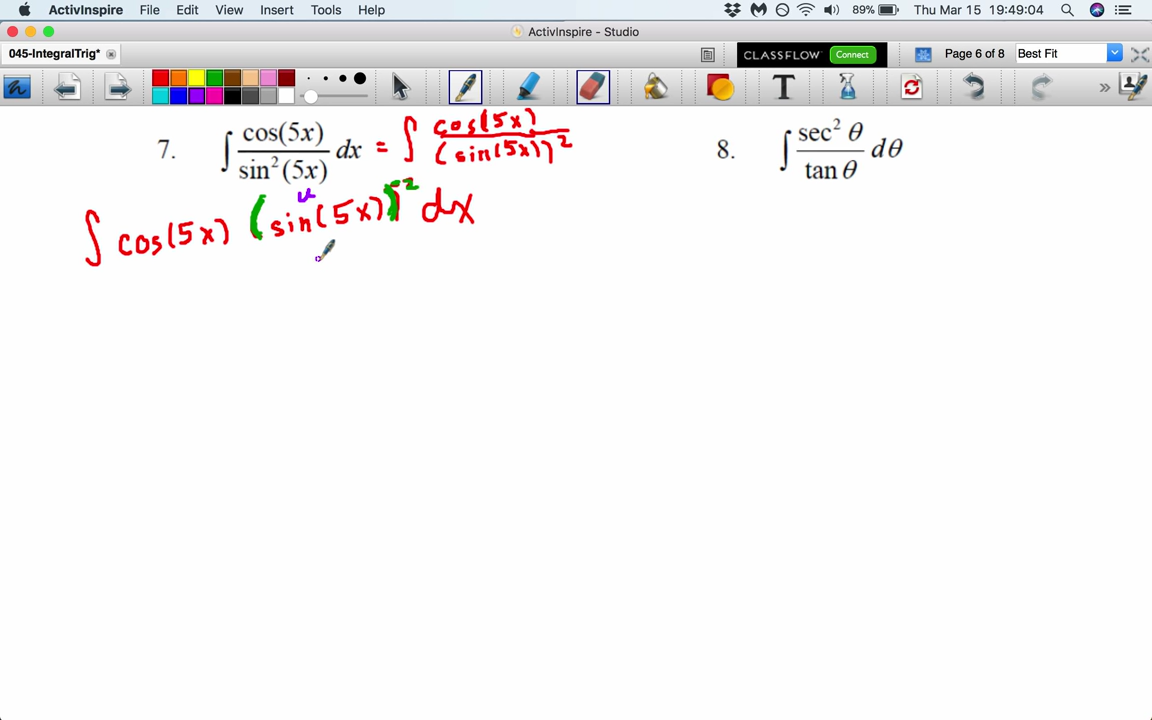 ActivInspire File Edit View Insert Tools Help 89% Thu Mar 15 19:49:04
ActivInspire - Studio
045-IntegralTrig* CLASSFLOW Connect Page 6 of 8 Best Fit
T »
7. ∫ cos(5x) / sin² (5x) dx = ∫ cos(5x) / (sin(5x))²
8. ∫ sec² θ / tan θ dθ
u
∫ cos(5x) (sin(5x))⁻² dx